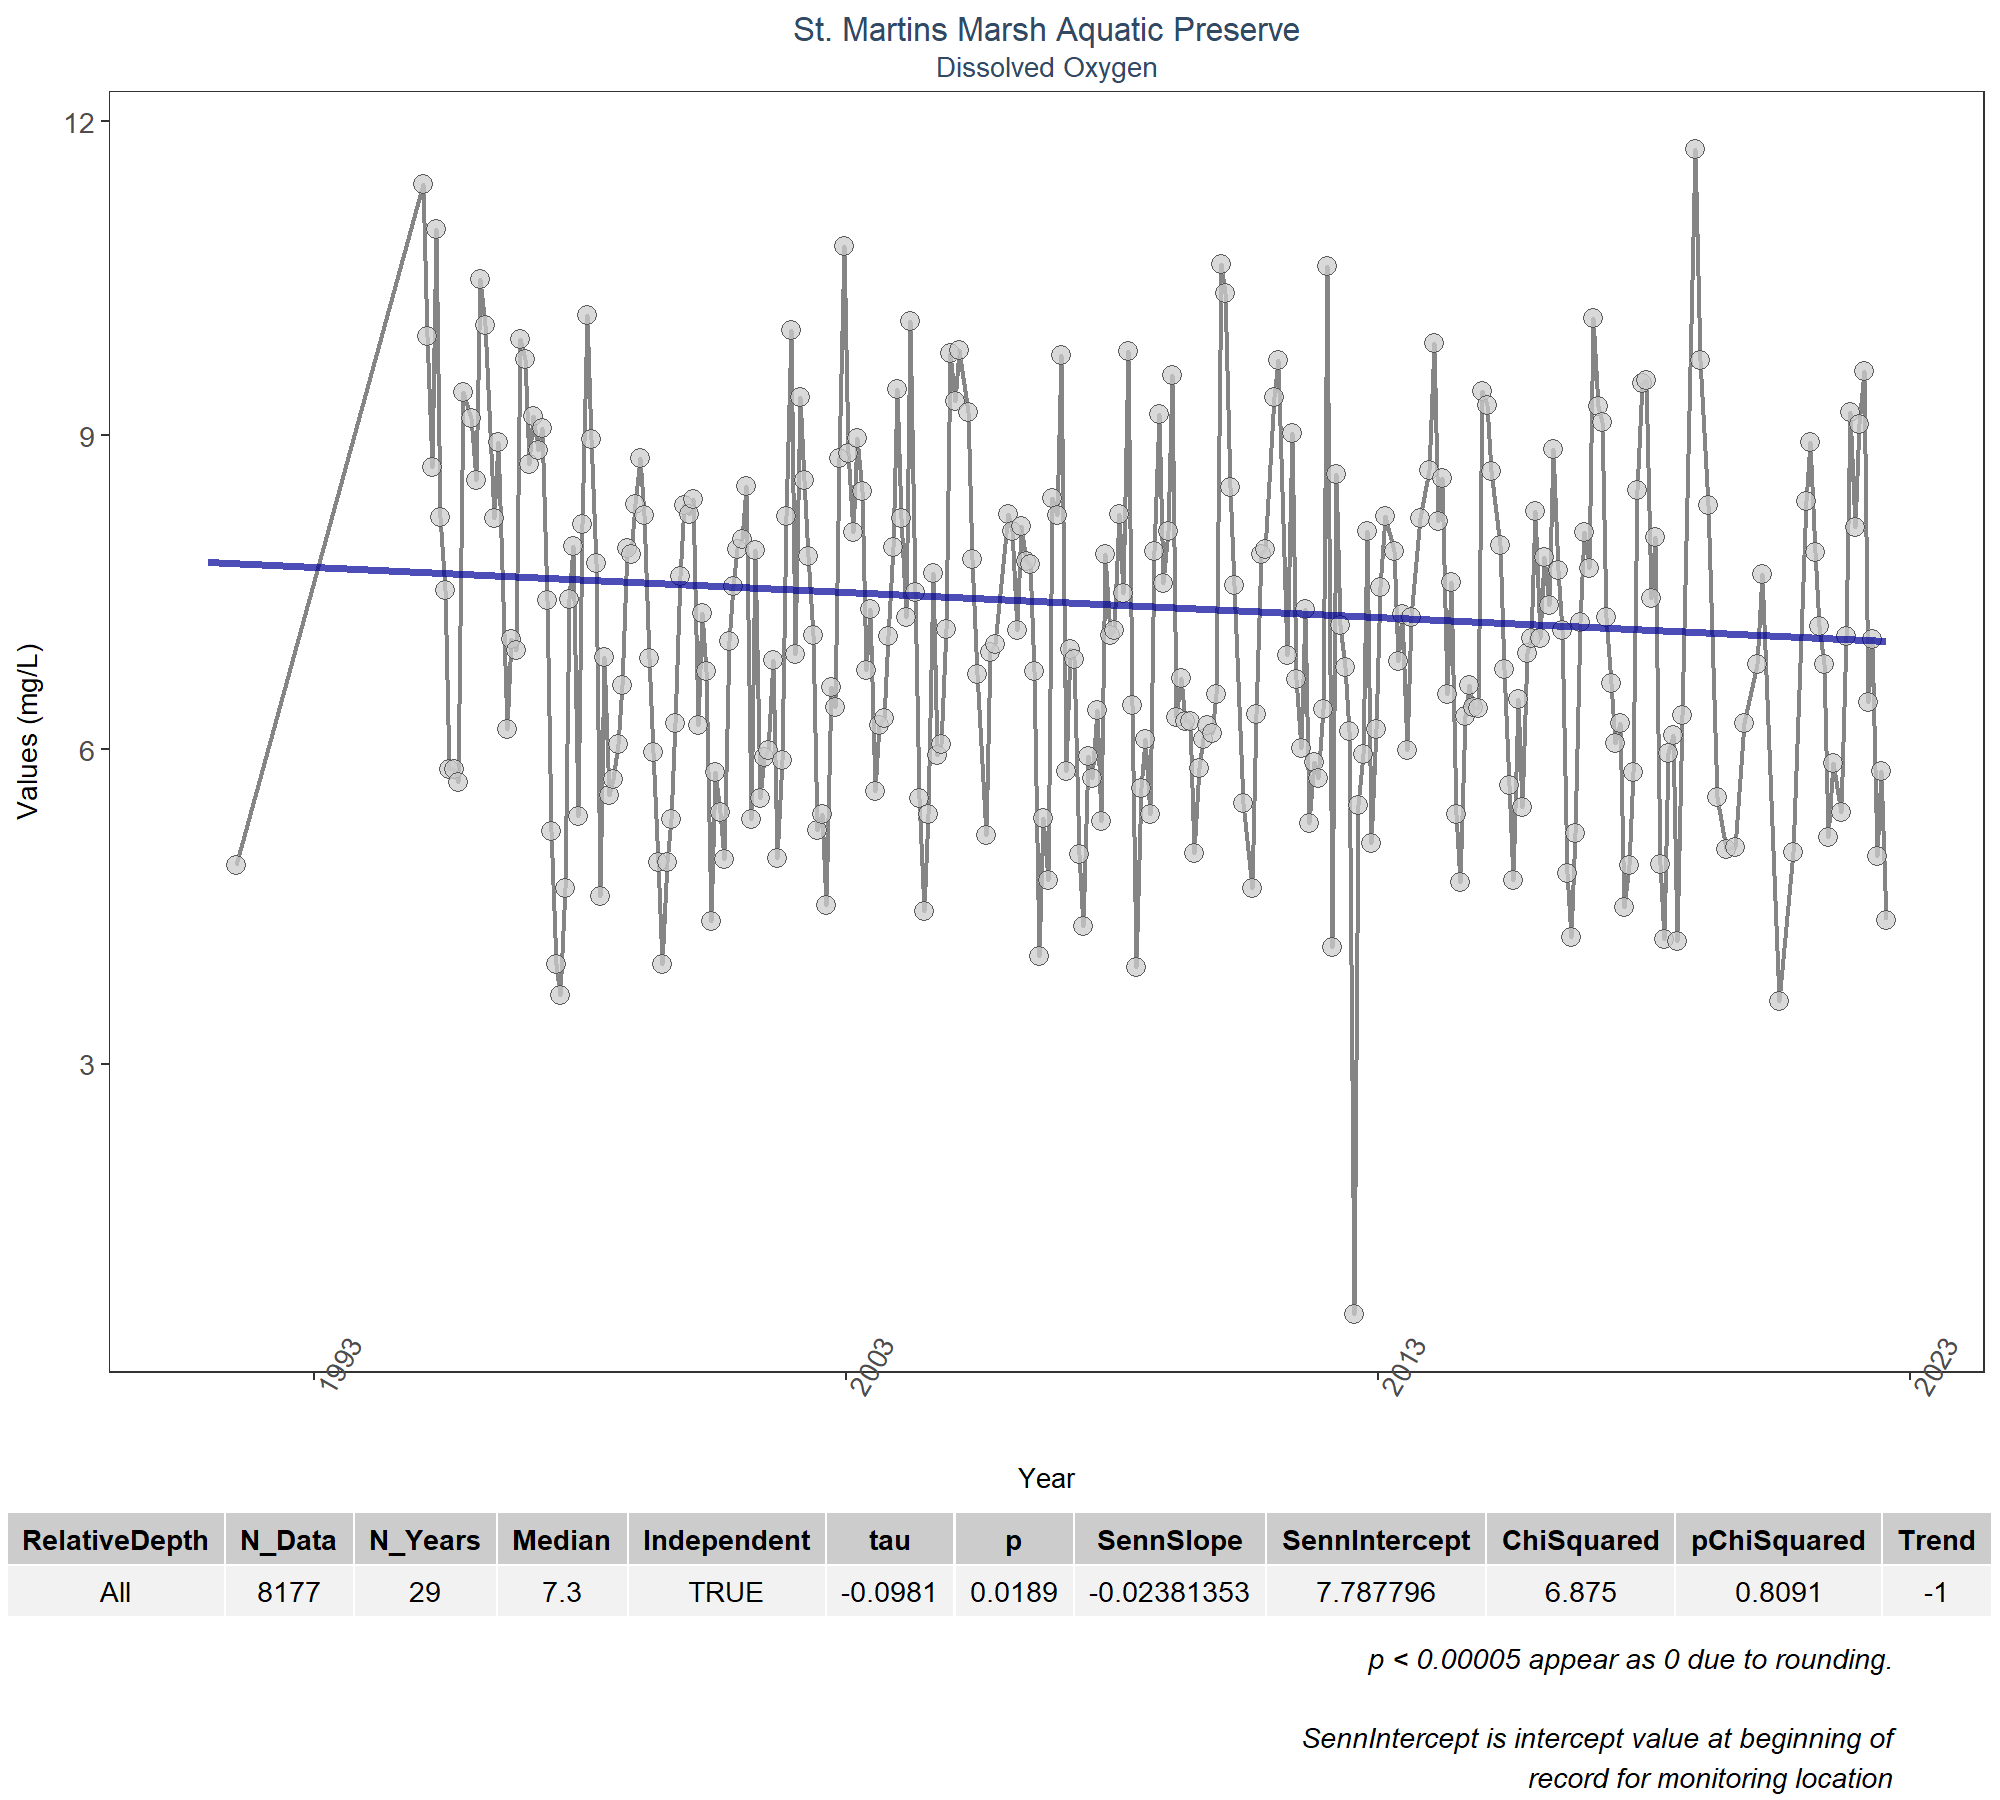 St. Martins Marsh Aquatic Preserve
Dissolved Oxygen
12
9
6
3
Values (mg/L)
1993 2003 2013 2023
Year
RelativeDepth N_Data N_Years Median Independent tau p SennSlope SennIntercept ChiSquared pChiSquared Trend
All 8177 29 7.3 TRUE -0.0981 0.0189 -0.02381353 7.787796 6.875 0.8091 -1
p < 0.00005 appear as 0 due to rounding.
SennIntercept is intercept value at beginning of
record for monitoring location